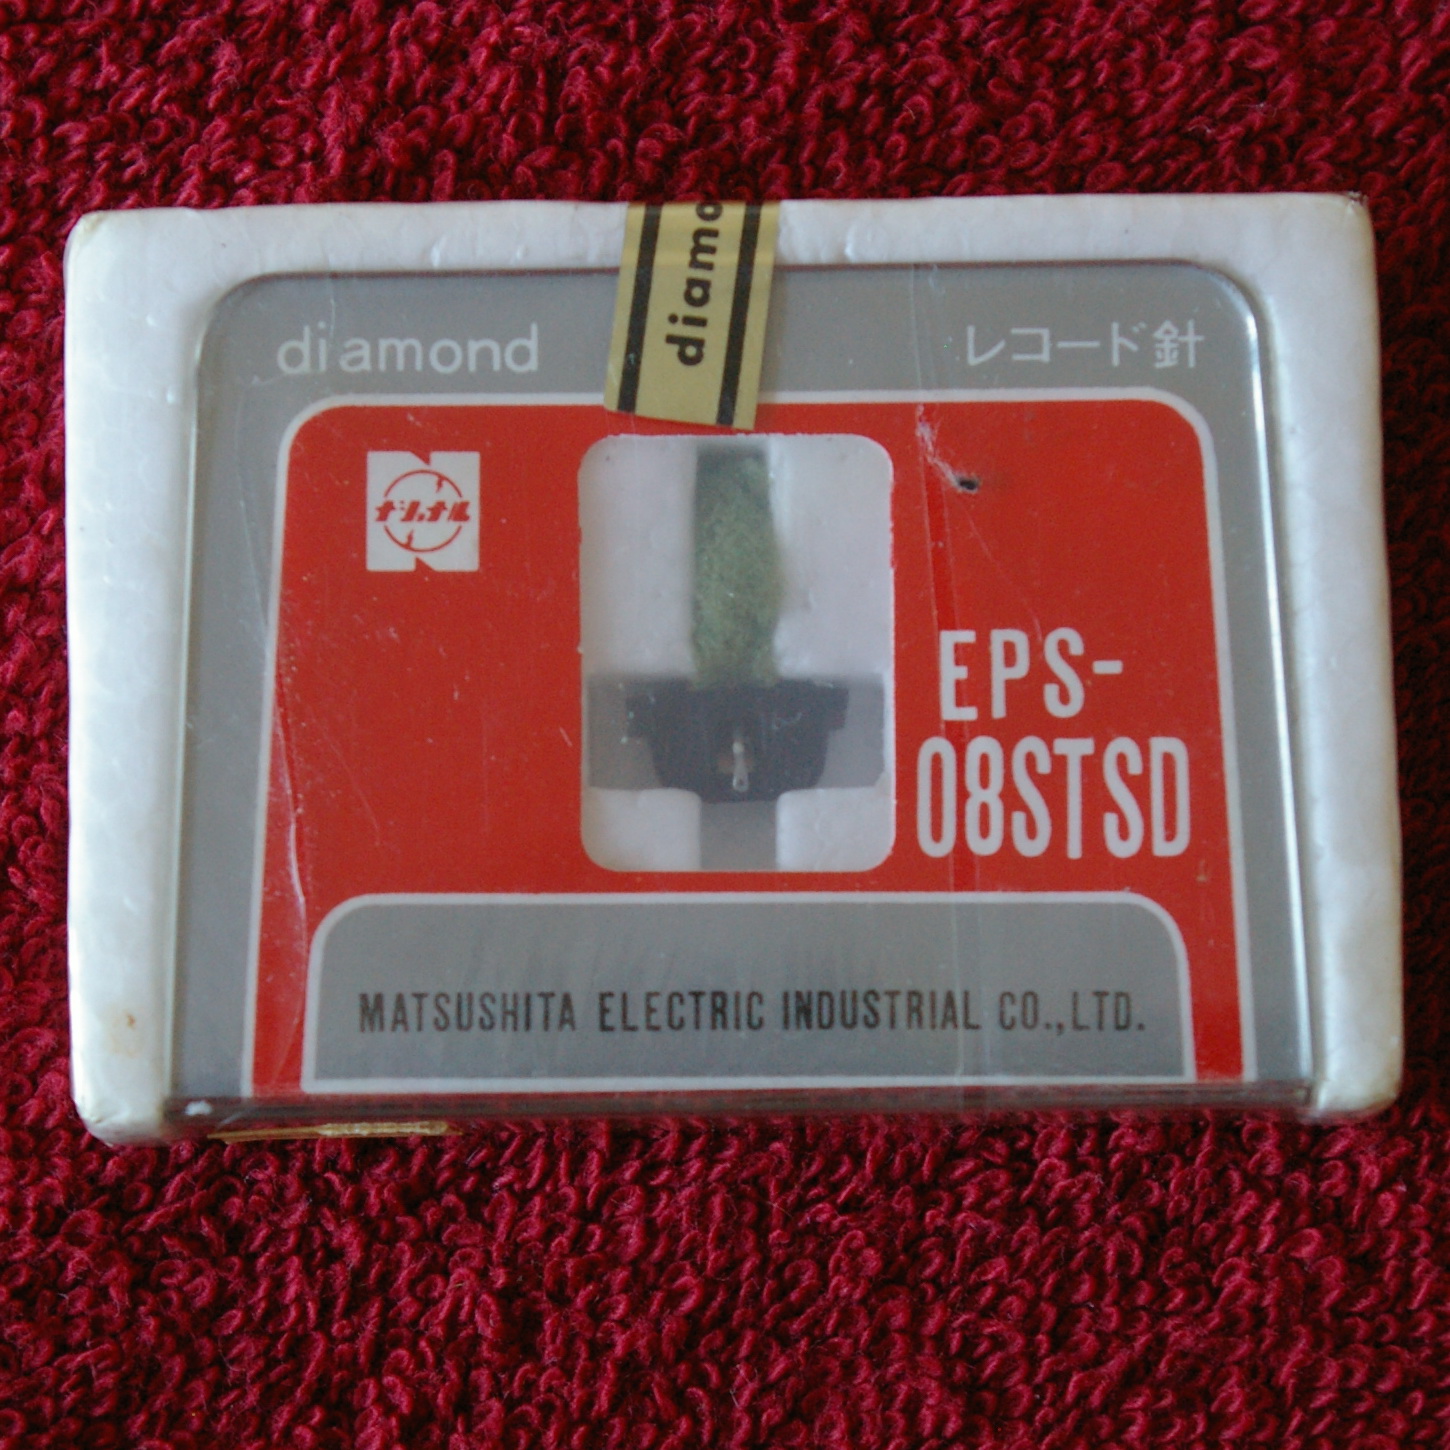 diamo
diamond
レコード針
ナショナル
EPS-
08STSD
MATSUSHITA ELECTRIC INDUSTRIAL CO.,LTD.